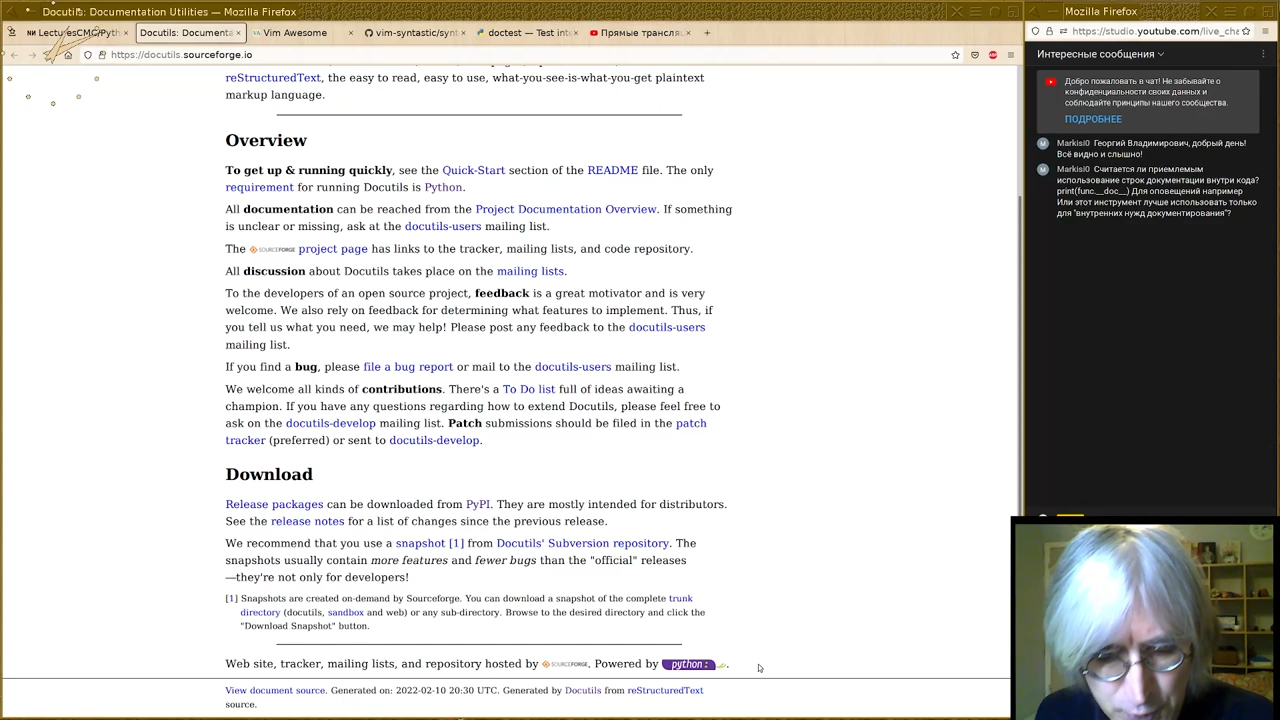 Docutils: Documentation Utilities — Mozilla Firefox
LecturesCMC/Pyth
Docutils: Documenta
Vim Awesome
vim-syntastic/synt
doctest — Test inte
Прямые трансля
https://docutils.sourceforge.io
reStructuredText, the easy to read, easy to use, what-you-see-is-what-you-get plaintext
markup language.
Overview
To get up & running quickly, see the Quick-Start section of the README file. The only
requirement for running Docutils is Python.
All documentation can be reached from the Project Documentation Overview. If something
is unclear or missing, ask at the docutils-users mailing list.
The SOURCEFORGE project page has links to the tracker, mailing lists, and code repository.
All discussion about Docutils takes place on the mailing lists.
To the developers of an open source project, feedback is a great motivator and is very
welcome. We also rely on feedback for determining what features to implement. Thus, if
you tell us what you need, we may help! Please post any feedback to the docutils-users
mailing list.
If you find a bug, please file a bug report or mail to the docutils-users mailing list.
We welcome all kinds of contributions. There's a To Do list full of ideas awaiting a
champion. If you have any questions regarding how to extend Docutils, please feel free to
ask on the docutils-develop mailing list. Patch submissions should be filed in the patch
tracker (preferred) or sent to docutils-develop.
Download
Release packages can be downloaded from PyPI. They are mostly intended for distributors.
See the release notes for a list of changes since the previous release.
We recommend that you use a snapshot [1] from Docutils' Subversion repository. The
snapshots usually contain more features and fewer bugs than the "official" releases
—they're not only for developers!
[1] Snapshots are created on-demand by Sourceforge. You can download a snapshot of the complete trunk
directory (docutils, sandbox and web) or any sub-directory. Browse to the desired directory and click the
"Download Snapshot" button.
Web site, tracker, mailing lists, and repository hosted by SOURCEFORGE. Powered by python.
View document source. Generated on: 2022-02-10 20:30 UTC. Generated by Docutils from reStructuredText
source.
Mozilla Firefox
https://studio.youtube.com/live_cha
Интересные сообщения
Добро пожаловать в чат! Не забывайте о
конфиденциальности своих данных и
соблюдайте принципы нашего сообщества.
ПОДРОБНЕЕ
M Markisi0 Георгий Владимирович, добрый день!
Всё видно и слышно!
M Markisi0 Считается ли приемлемым
использование строк документации внутри кода?
print(func.__doc__) Для оповещений например
Или этот инструмент лучше использовать только
для "внутренних нужд документирования"?